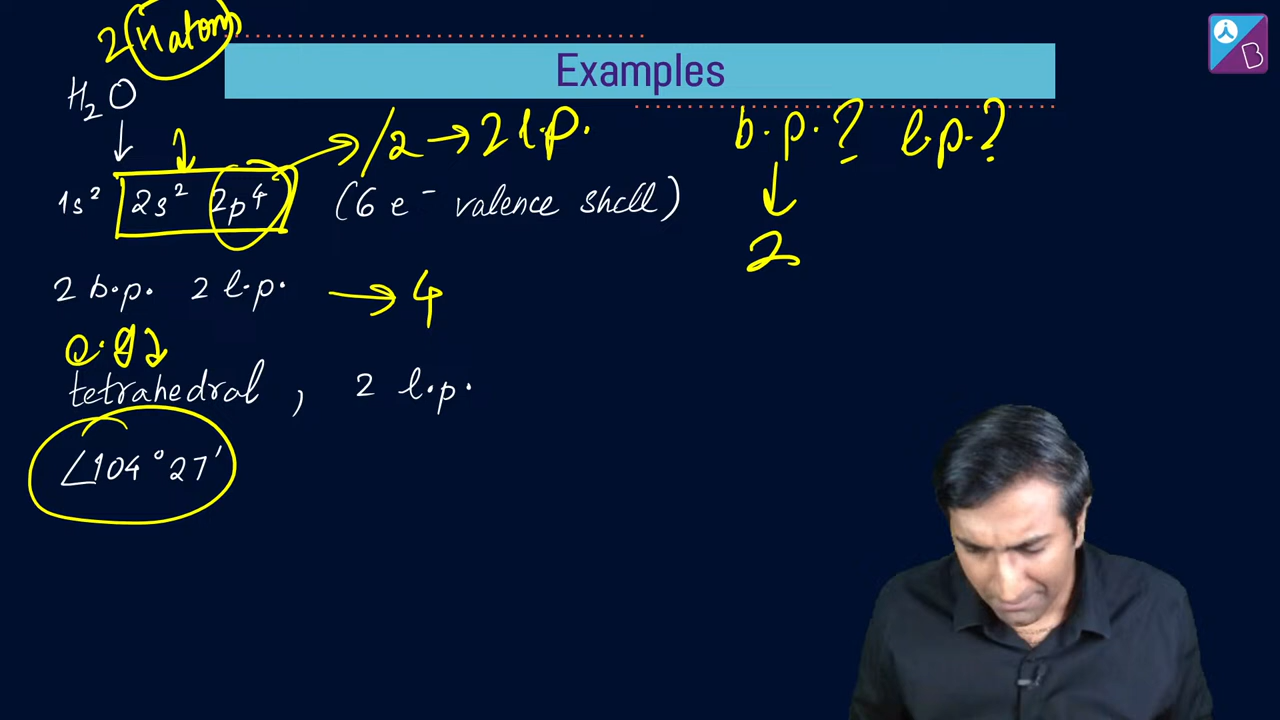 2 H atoms
Examples
H₂O
/2 → 2 l.p.
b.p.? l.p.?
1s² 2s² 2p⁴ (6 e⁻ valence shell)
2
2 b.p. 2 l.p. → 4
tetrahedral , 2 l.p.
∠104°27'
B